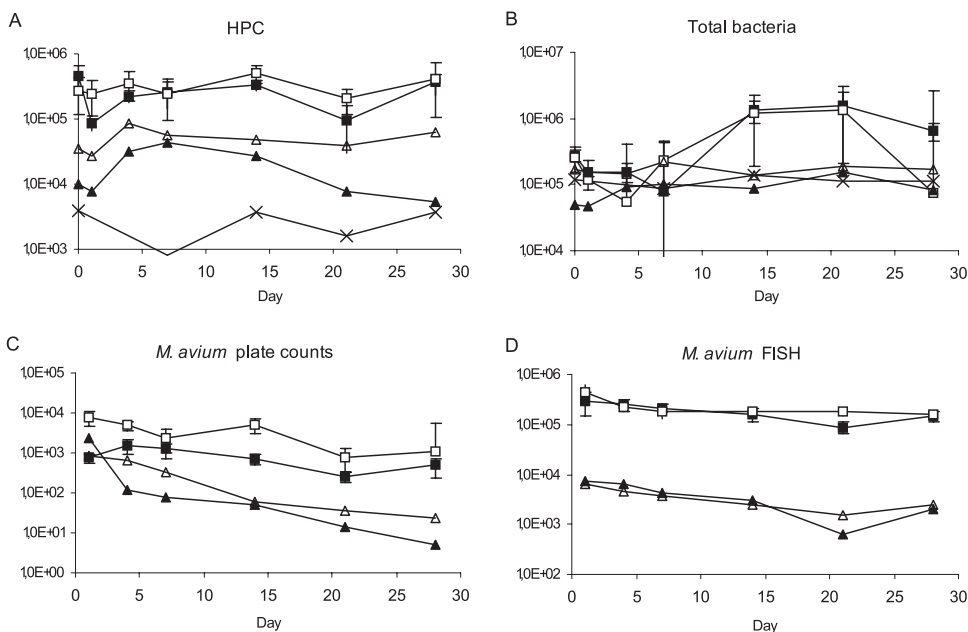 A
HPC
1,0E+06
1,0E+05
1,0E+04
1,0E+03
0 5 10 15 20 25 30
Day
B
Total bacteria
1,0E+07
1,0E+06
1,0E+05
1,0E+04
0 5 10 15 20 25 30
Day
C
M. avium plate counts
1,0E+05
1,0E+04
1,0E+03
1,0E+02
1,0E+01
1,0E+00
0 5 10 15 20 25 30
Day
D
M. avium FISH
1,0E+06
1,0E+05
1,0E+04
1,0E+03
1,0E+02
0 5 10 15 20 25 30
Day